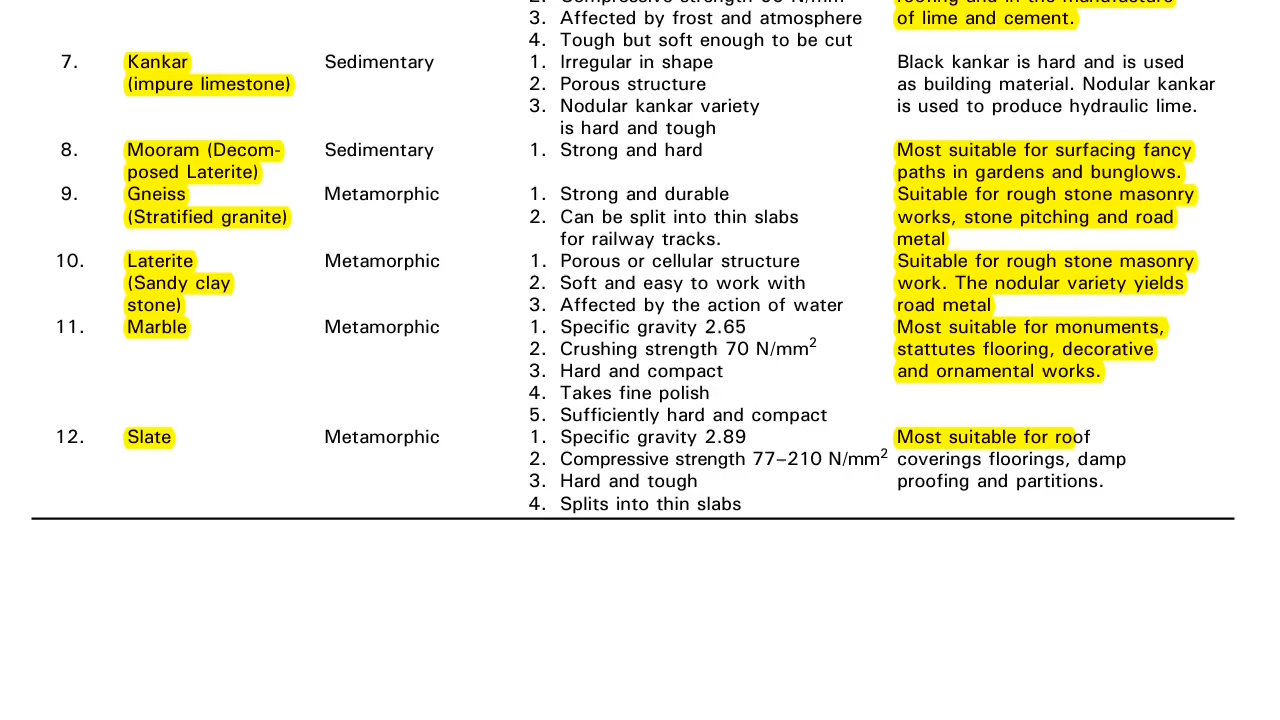 3. Affected by frost and atmosphere of lime and cement.
4. Tough but soft enough to be cut
7. Kankar Sedimentary 1. Irregular in shape Black kankar is hard and is used
(impure limestone) 2. Porous structure as building material. Nodular kankar
3. Nodular kankar variety is used to produce hydraulic lime.
is hard and tough
8. Mooram (Decom- Sedimentary 1. Strong and hard Most suitable for surfacing fancy
posed Laterite) paths in gardens and bunglows.
9. Gneiss Metamorphic 1. Strong and durable Suitable for rough stone masonry
(Stratified granite) 2. Can be split into thin slabs works, stone pitching and road
for railway tracks. metal
10. Laterite Metamorphic 1. Porous or cellular structure Suitable for rough stone masonry
(Sandy clay 2. Soft and easy to work with work. The nodular variety yields
stone) 3. Affected by the action of water road metal
11. Marble Metamorphic 1. Specific gravity 2.65 Most suitable for monuments,
2. Crushing strength 70 N/mm² stattutes flooring, decorative
3. Hard and compact and ornamental works.
4. Takes fine polish
5. Sufficiently hard and compact
12. Slate Metamorphic 1. Specific gravity 2.89 Most suitable for roof
2. Compressive strength 77–210 N/mm² coverings floorings, damp
3. Hard and tough proofing and partitions.
4. Splits into thin slabs